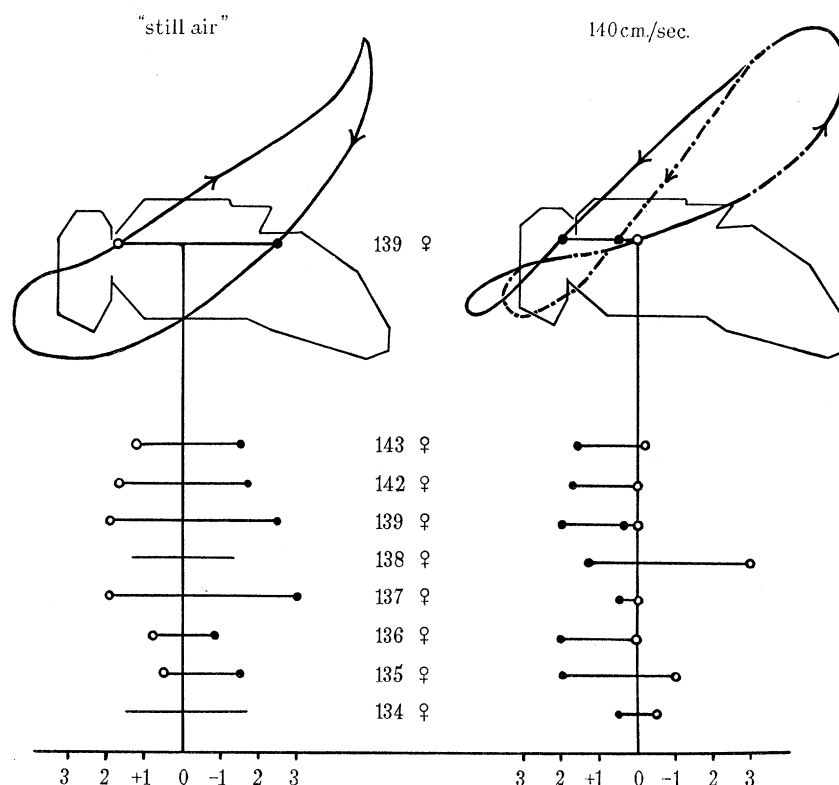 "still air"
140 cm./sec.
139 ♀
143 ♀
142 ♀
139 ♀
138 ♀
137 ♀
136 ♀
135 ♀
134 ♀
3 2 +1 0 -1 2 3
3 2 +1 0 -1 2 3